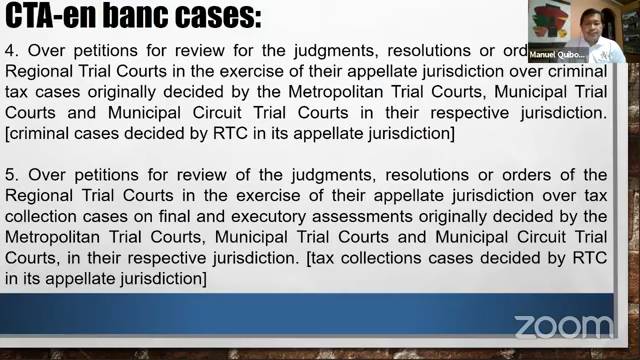 CTA-en banc cases:
4. Over petitions for review for the judgments, resolutions or ord
Regional Trial Courts in the exercise of their appellate jurisdiction over criminal
tax cases originally decided by the Metropolitan Trial Courts, Municipal Trial
Courts and Municipal Circuit Trial Courts in their respective jurisdiction.
[criminal cases decided by RTC in its appellate jurisdiction]
5. Over petitions for review of the judgments, resolutions or orders of the
Regional Trial Courts in the exercise of their appellate jurisdiction over tax
collection cases on final and executory assessments originally decided by the
Metropolitan Trial Courts, Municipal Trial Courts and Municipal Circuit Trial
Courts, in their respective jurisdiction. [tax collections cases decided by RTC
in its appellate jurisdiction]
Manuel Quibo...
zoom